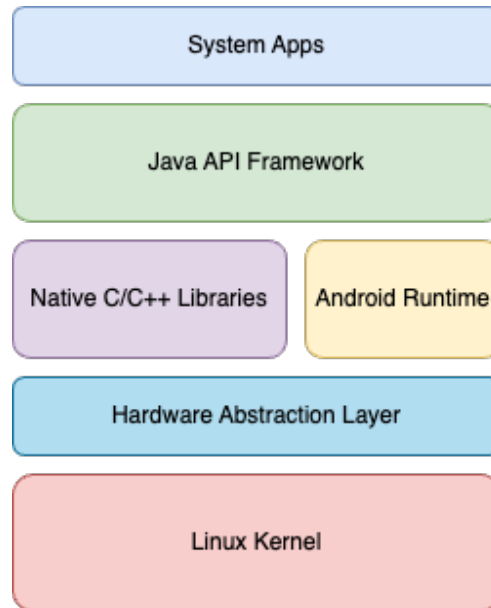 System Apps
Java API Framework
Native C/C++ Libraries
Android Runtime
Hardware Abstraction Layer
Linux Kernel